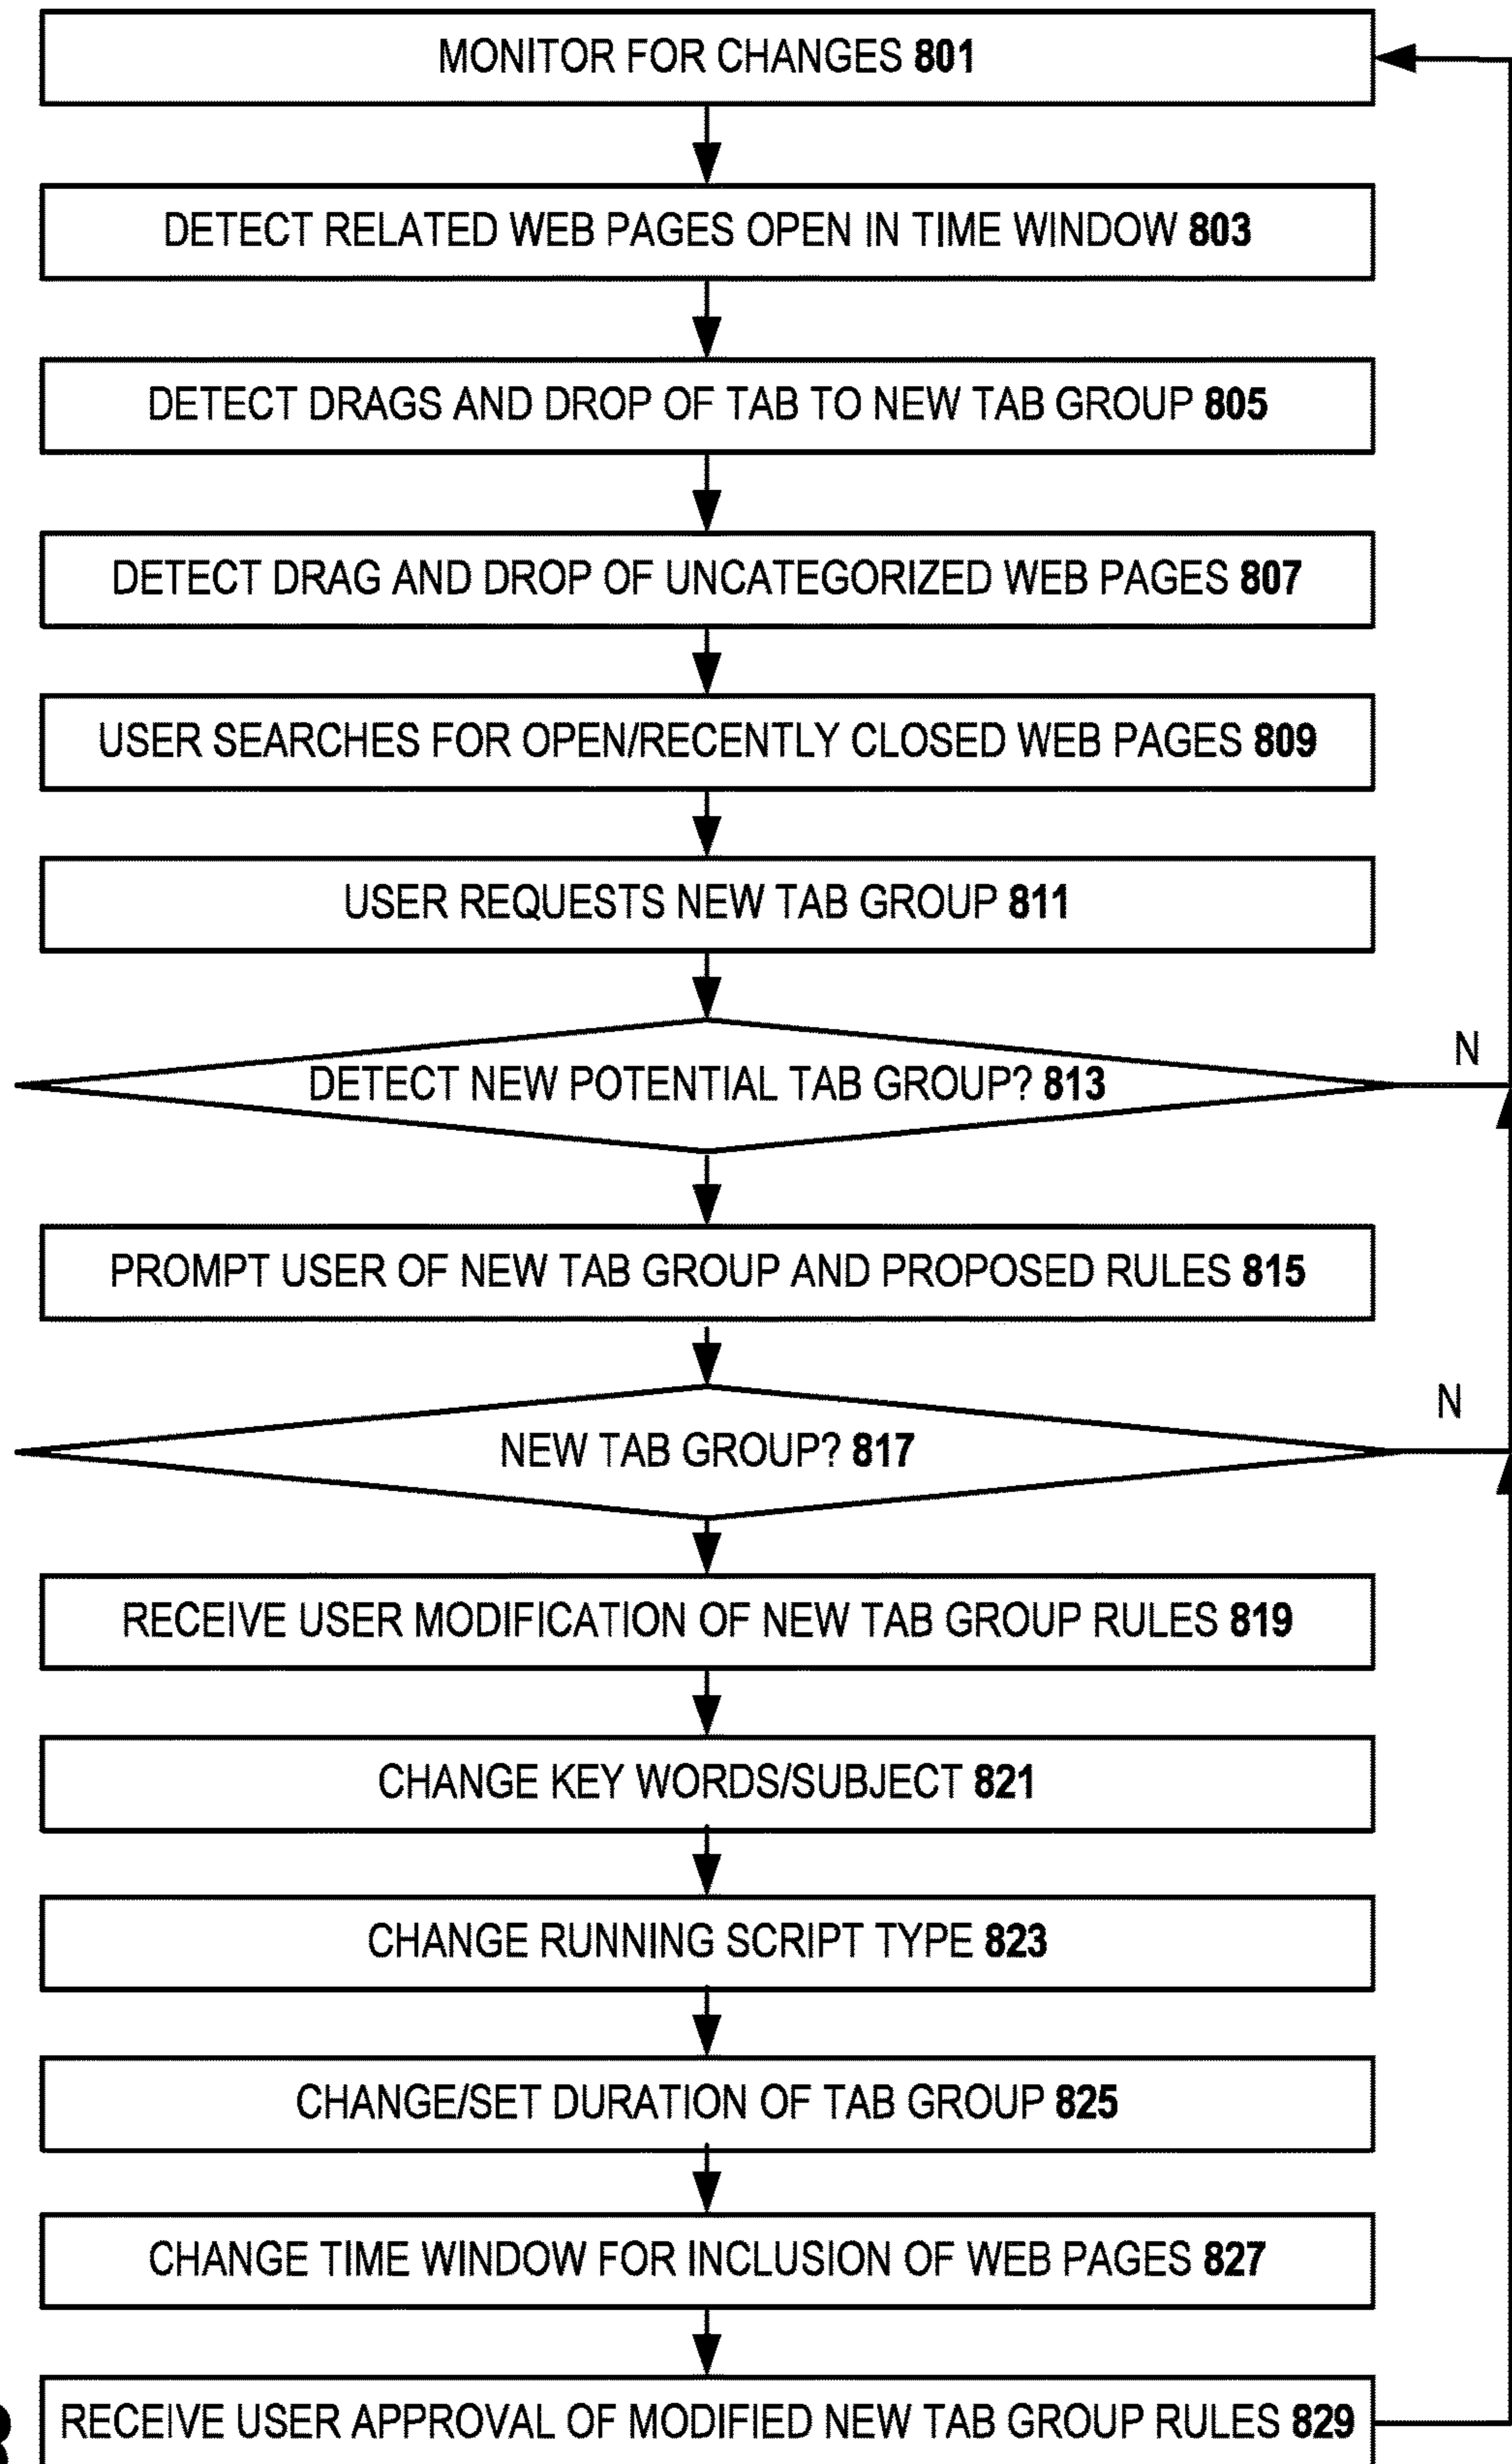 MONITOR FOR CHANGES 801
DETECT RELATED WEB PAGES OPEN IN TIME WINDOW 803
DETECT DRAGS AND DROP OF TAB TO NEW TAB GROUP 805
DETECT DRAG AND DROP OF UNCATEGORIZED WEB PAGES 807
USER SEARCHES FOR OPEN/RECENTLY CLOSED WEB PAGES 809
USER REQUESTS NEW TAB GROUP 811
N
DETECT NEW POTENTIAL TAB GROUP? 813
PROMPT USER OF NEW TAB GROUP AND PROPOSED RULES 815
N
NEW TAB GROUP? 817
RECEIVE USER MODIFICATION OF NEW TAB GROUP RULES 819
CHANGE KEY WORDS/SUBJECT 821
CHANGE RUNNING SCRIPT TYPE 823
CHANGE/SET DURATION OF TAB GROUP 825
CHANGE TIME WINDOW FOR INCLUSION OF WEB PAGES 827
RECEIVE USER APPROVAL OF MODIFIED NEW TAB GROUP RULES 829